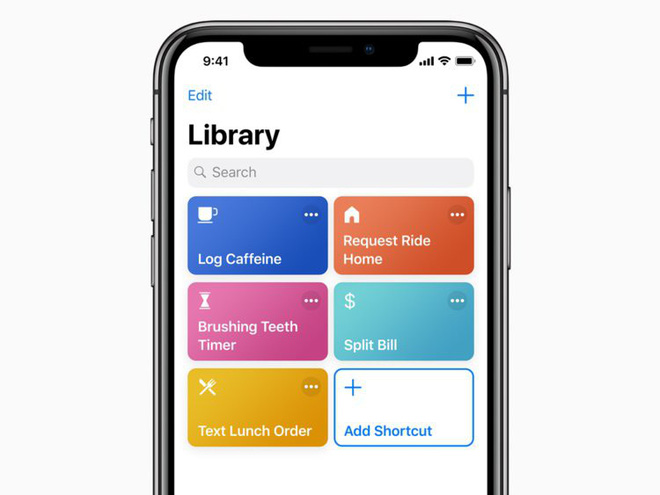 9:41
Edit
Library
Search
Log Caffeine
Request Ride
Home
Brushing Teeth
Timer
$
Split Bill
Text Lunch Order
Add Shortcut